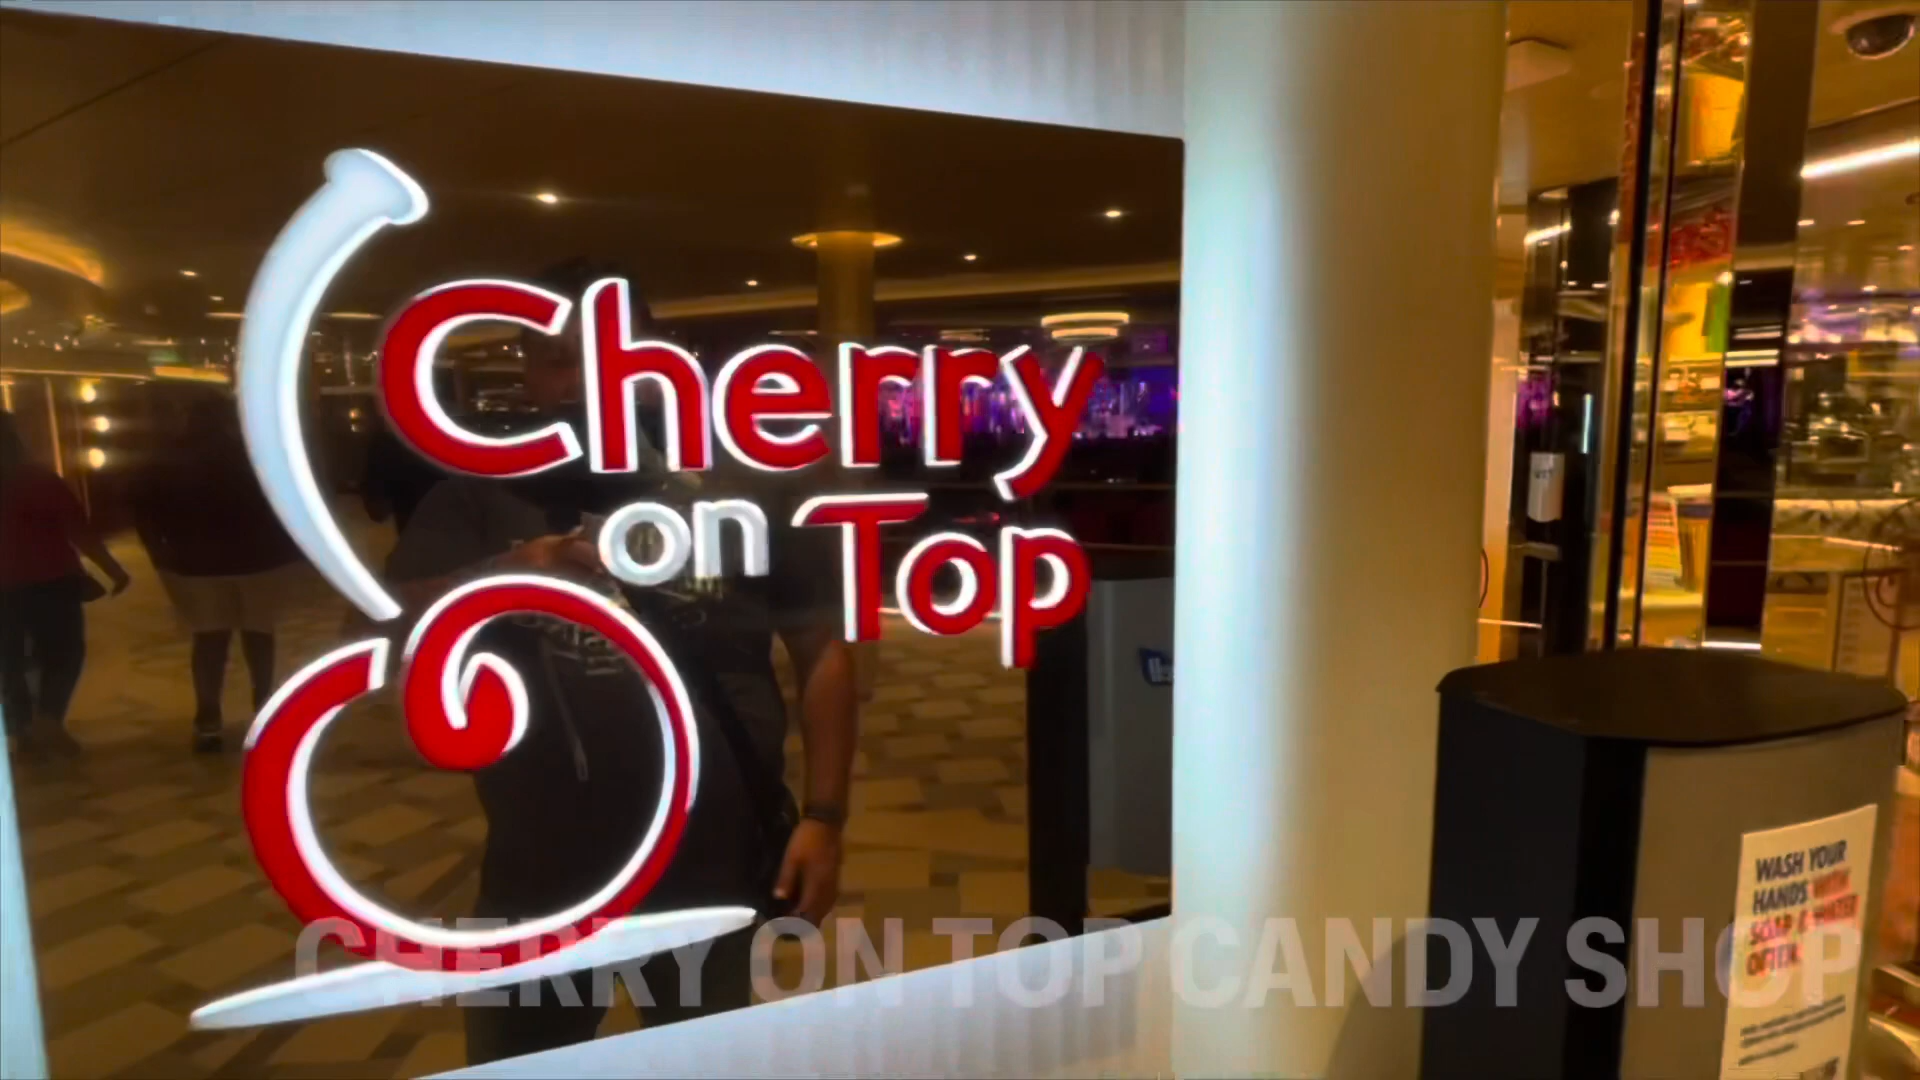 Cherry
on Top
WASH YOUR
HANDS WITH
SOAP & WATER
OFTEN.
CHERRY ON TOP CANDY SHOP